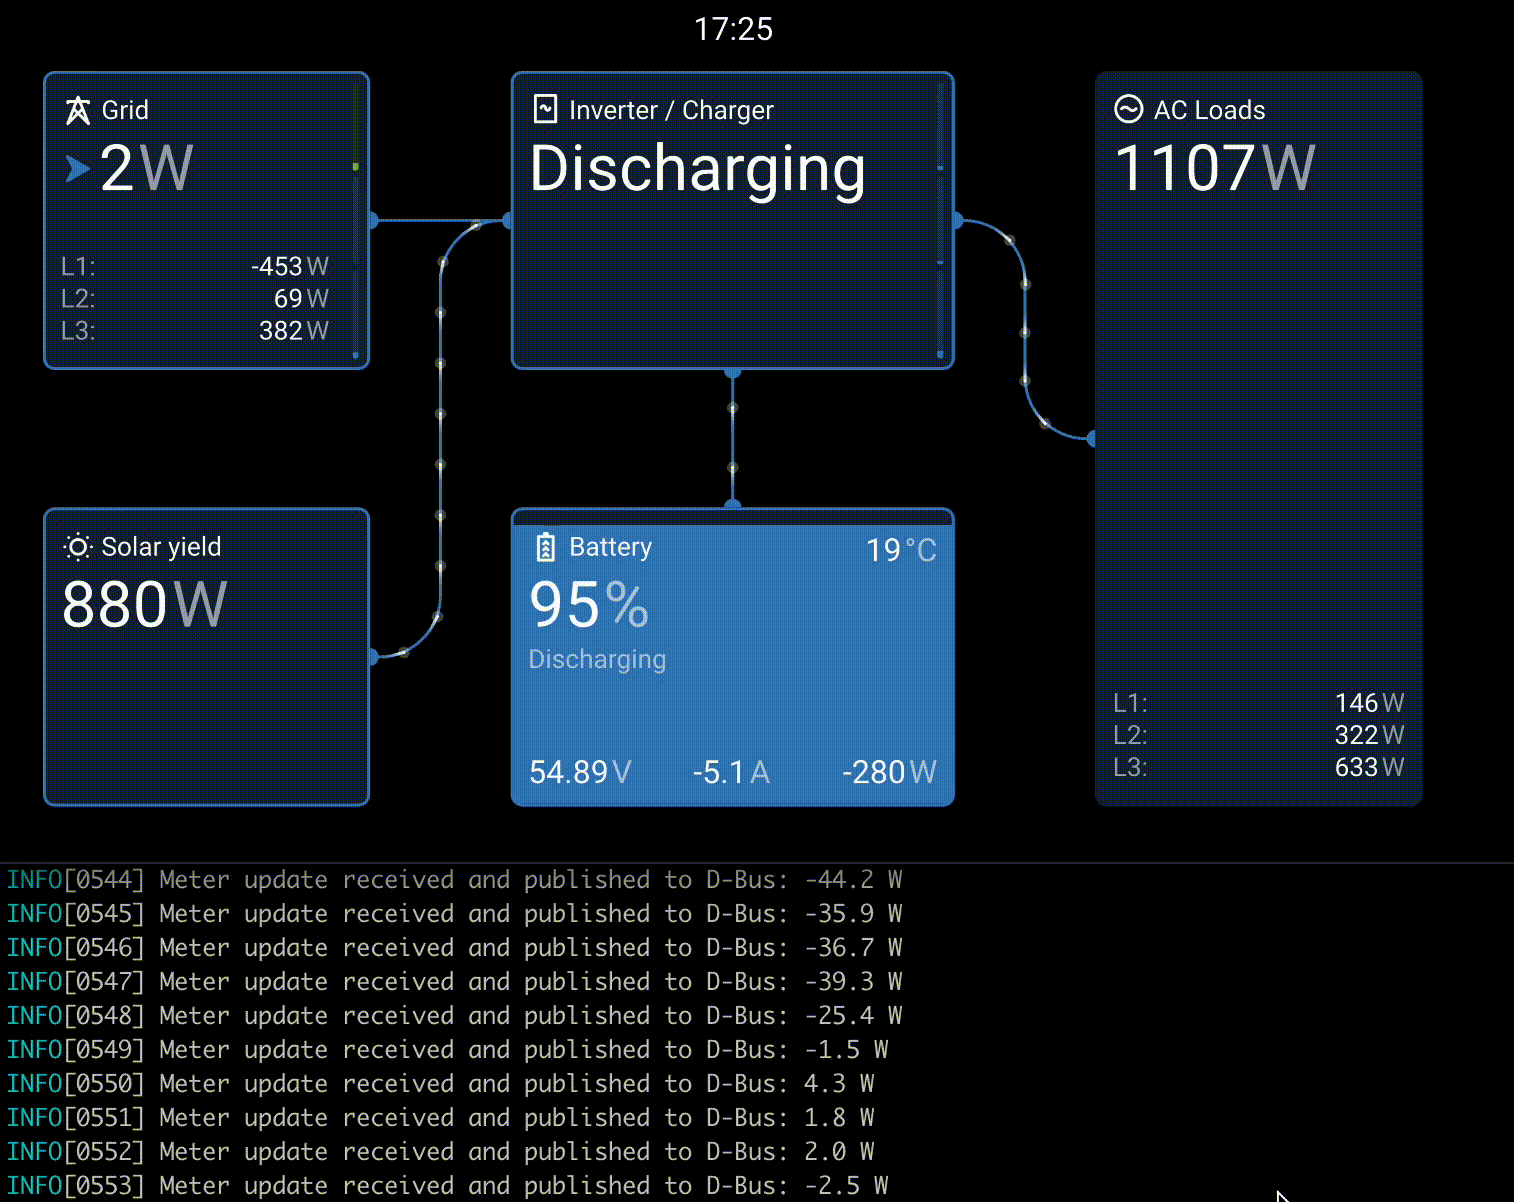 17:25
Grid
2W
L1: -453W
L2: 69W
L3: 382W
Inverter / Charger
Discharging
AC Loads
1107W
L1: 146W
L2: 322W
L3: 633W
Solar yield
880W
Battery 19°C
95%
Discharging
54.89V -5.1A -280W
INFO[0544] Meter update received and published to D-Bus: -44.2 W
INFO[0545] Meter update received and published to D-Bus: -35.9 W
INFO[0546] Meter update received and published to D-Bus: -36.7 W
INFO[0547] Meter update received and published to D-Bus: -39.3 W
INFO[0548] Meter update received and published to D-Bus: -25.4 W
INFO[0549] Meter update received and published to D-Bus: -1.5 W
INFO[0550] Meter update received and published to D-Bus: 4.3 W
INFO[0551] Meter update received and published to D-Bus: 1.8 W
INFO[0552] Meter update received and published to D-Bus: 2.0 W
INFO[0553] Meter update received and published to D-Bus: -2.5 W